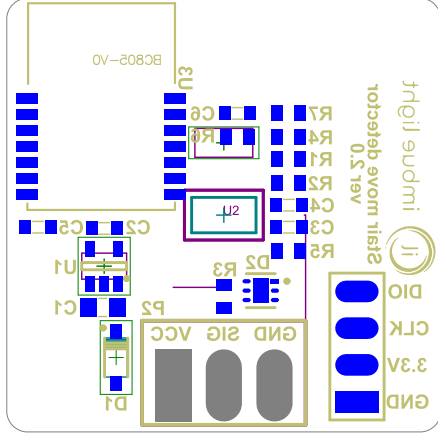 BC805-V0
U3
C6
R7
R6
R4
R1
R2
U2
C4
C5
C2
C3
R5
U1
R3
D2
C1
P2
VCC
SIG
GND
D1
DIO
CLK
3.3V
GND
Stair move detector
ver 2.0
imbue light
il